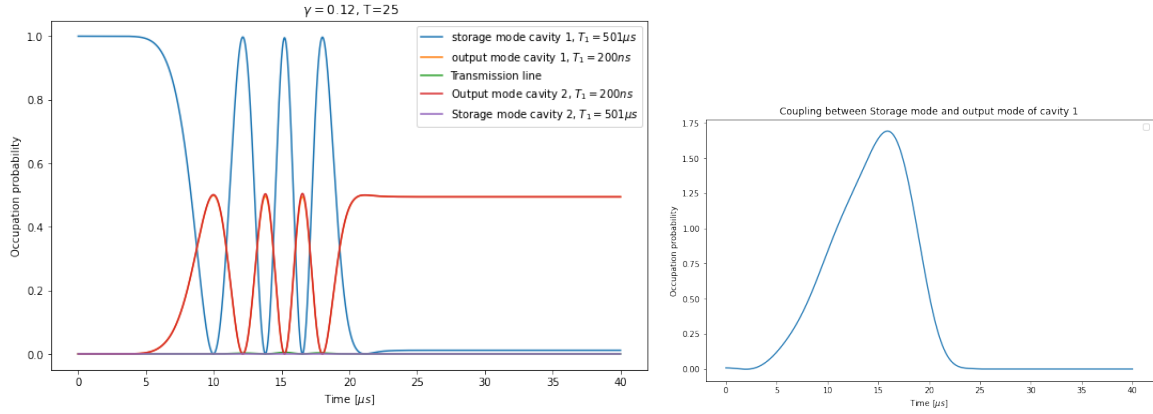 γ = 0.12, T=25
Occupation probability
1.0
0.8
0.6
0.4
0.2
0.0
storage mode cavity 1, T₁ = 501μs
output mode cavity 1, T₁ = 200ns
Transmission line
Output mode cavity 2, T₁ = 200ns
Storage mode cavity 2, T₁ = 501μs
0 5 10 15 20 25 30 35 40
Time [μs]
Coupling between Storage mode and output mode of cavity 1
Occupation probability
1.75
1.50
1.25
1.00
0.75
0.50
0.25
0.00
0 5 10 15 20 25 30 35 40
Time [μs]